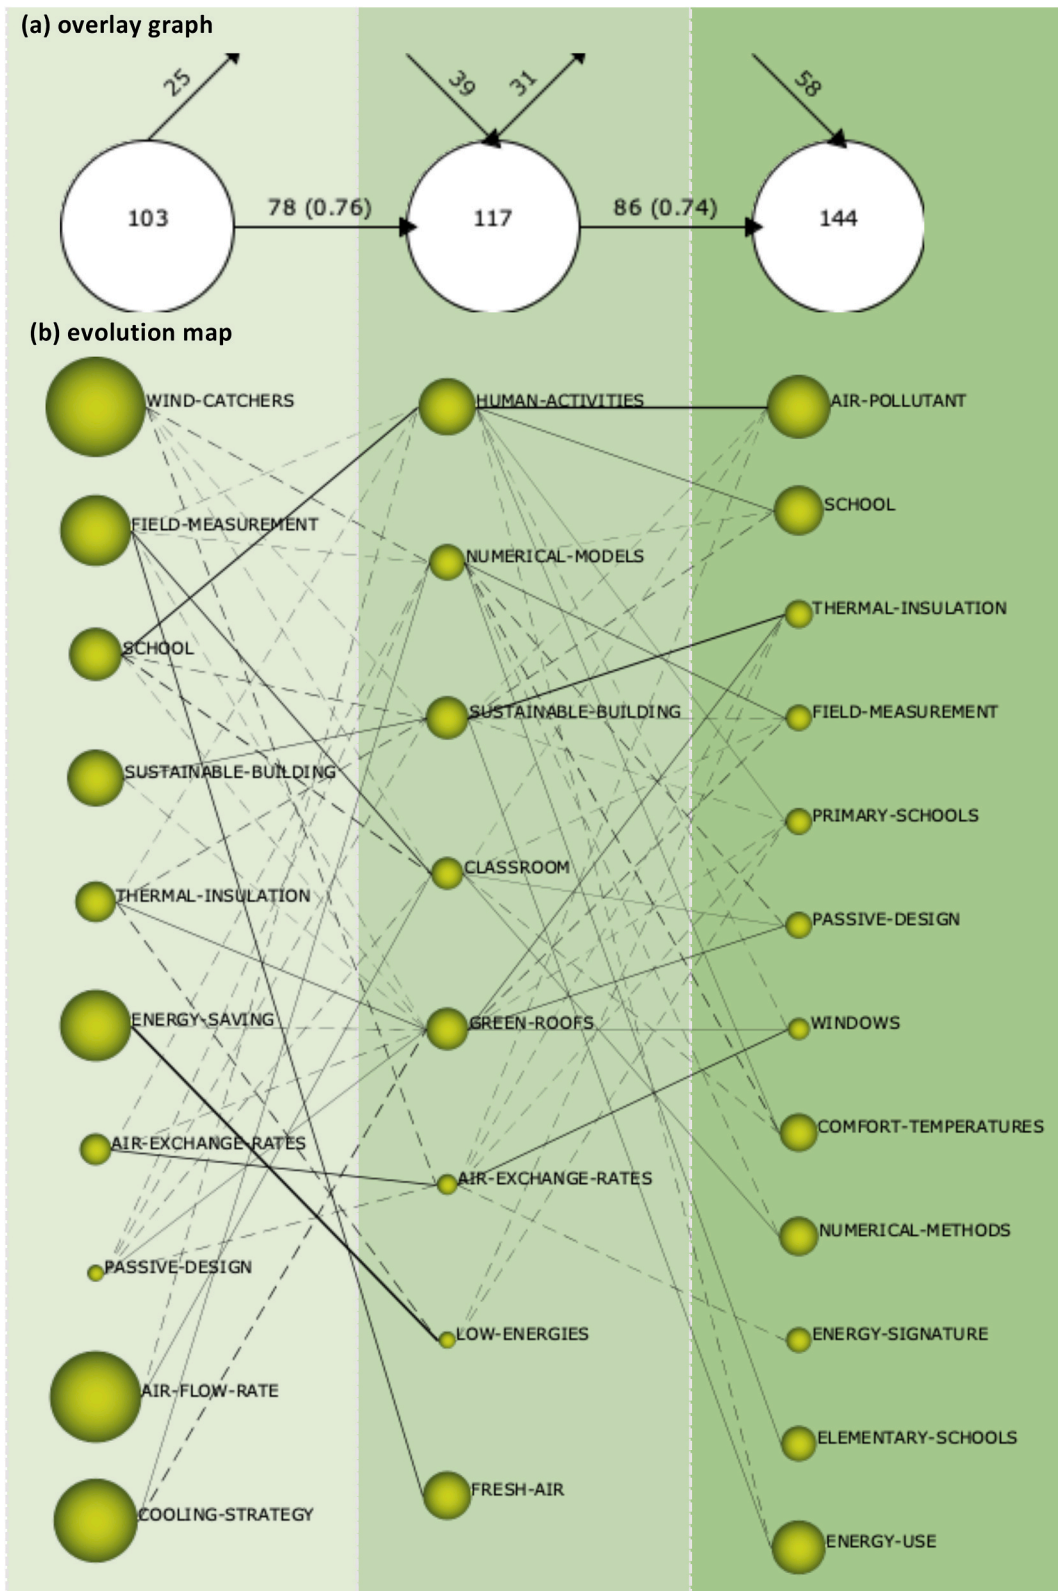 (a) overlay graph
25
39
31
58
103
78 (0.76)
117
86 (0.74)
144
(b) evolution map
WIND-CATCHERS
FIELD-MEASUREMENT
SCHOOL
SUSTAINABLE-BUILDING
THERMAL-INSULATION
ENERGY-SAVING
AIR-EXCHANGE-RATES
PASSIVE-DESIGN
AIR-FLOW-RATE
COOLING-STRATEGY
HUMAN-ACTIVITIES
NUMERICAL-MODELS
SUSTAINABLE-BUILDING
CLASSROOM
GREEN-ROOFS
AIR-EXCHANGE-RATES
LOW-ENERGIES
FRESH-AIR
AIR-POLLUTANT
SCHOOL
THERMAL-INSULATION
FIELD-MEASUREMENT
PRIMARY-SCHOOLS
PASSIVE-DESIGN
WINDOWS
COMFORT-TEMPERATURES
NUMERICAL-METHODS
ENERGY-SIGNATURE
ELEMENTARY-SCHOOLS
ENERGY-USE